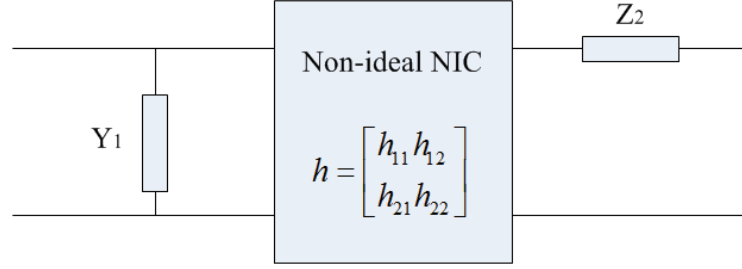 Z2
Non-ideal NIC
Y1
h = [h11 h12
h21 h22]